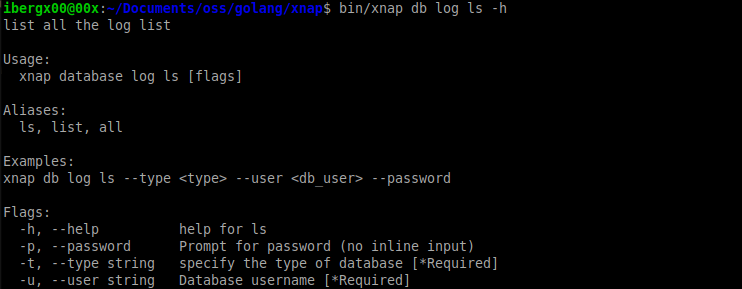 ibergx00@00x:~/Documents/oss/golang/xnap$ bin/xnap db log ls -h
list all the log list
Usage:
  xnap database log ls [flags]
Aliases:
  ls, list, all
Examples:
xnap db log ls --type <type> --user <db_user> --password
Flags:
  -h, --help          help for ls
  -p, --password      Prompt for password (no inline input)
  -t, --type string   specify the type of database [*Required]
  -u, --user string   Database username [*Required]